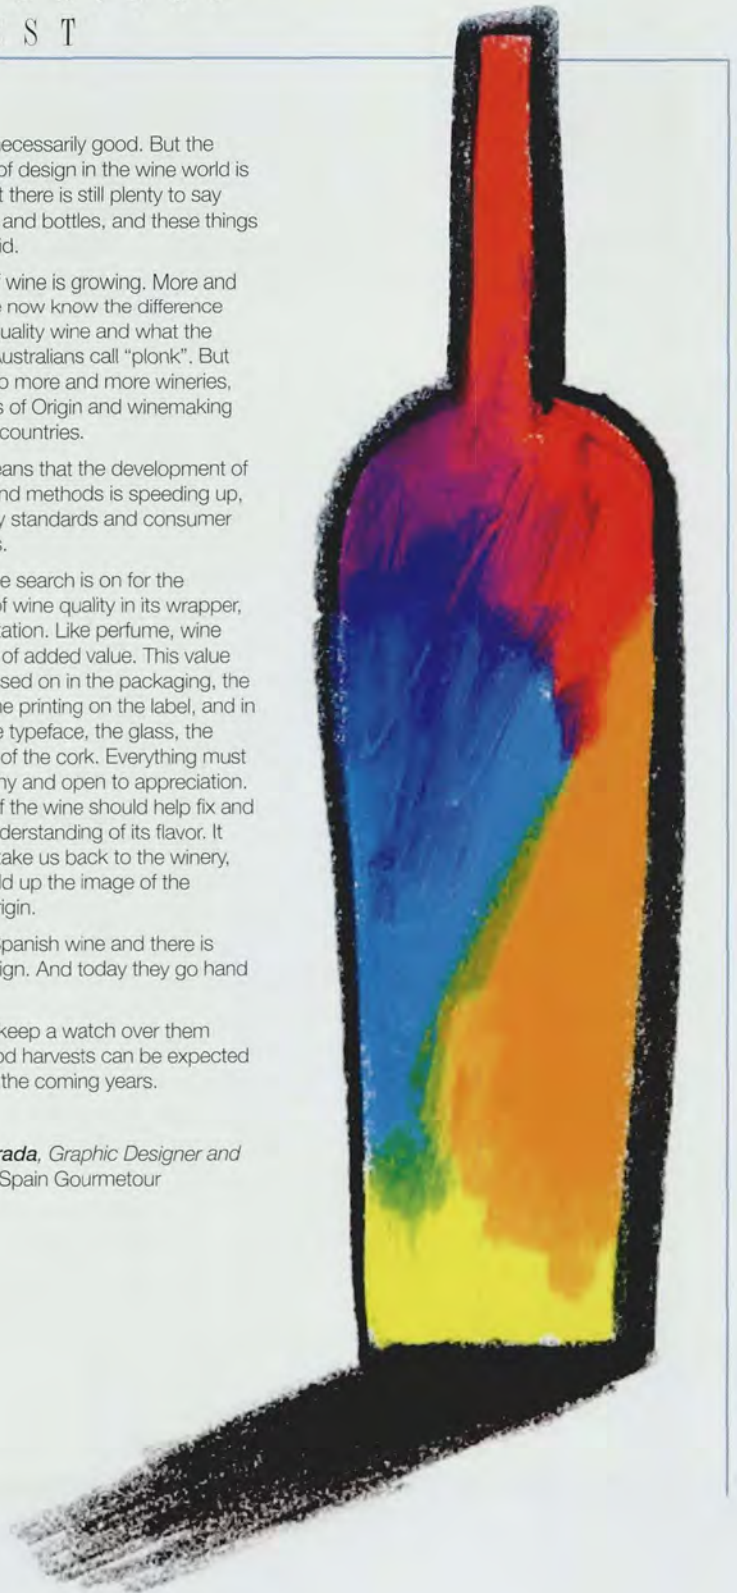 S T
necessarily good. But the
of design in the wine world is
t there is still plenty to say
and bottles, and these things
id.
wine is growing. More and
now know the difference
uality wine and what the
Australians call “plonk”. But
o more and more wineries,
s of Origin and winemaking
countries.
eans that the development of
nd methods is speeding up,
y standards and consumer
s.
e search is on for the
of wine quality in its wrapper,
tation. Like perfume, wine
of added value. This value
sed on in the packaging, the
ne printing on the label, and in
e typeface, the glass, the
of the cork. Everything must
ny and open to appreciation.
f the wine should help fix and
derstanding of its flavor. It
take us back to the winery,
ld up the image of the
rigin.
Spanish wine and there is
ign. And today they go hand
keep a watch over them
od harvests can be expected
the coming years.
rada, Graphic Designer and
Spain Gourmetour